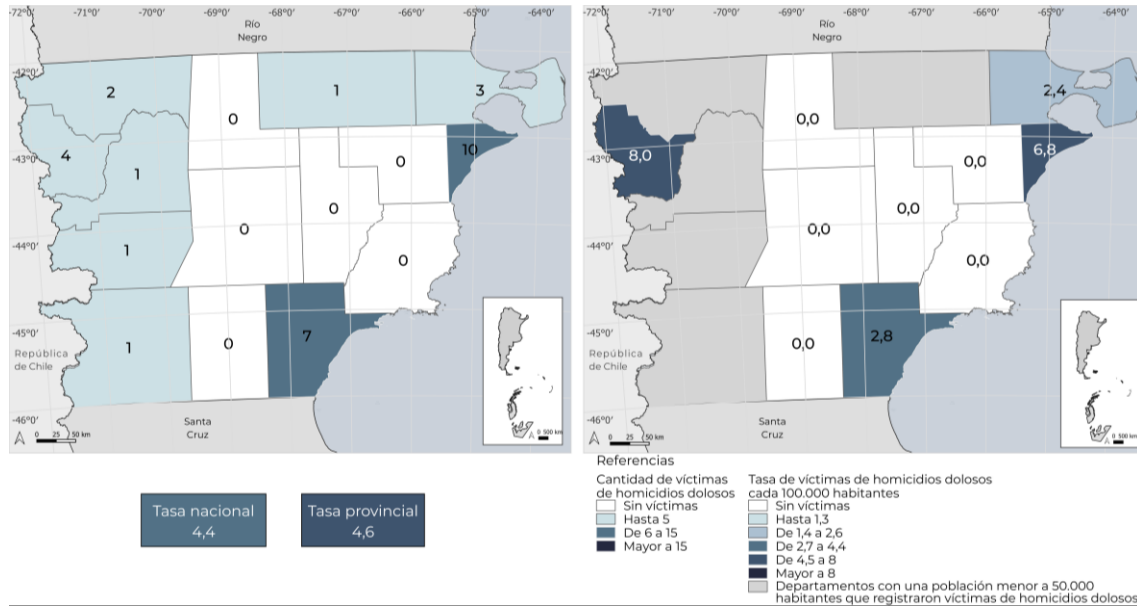 -72°0' -71°0' -70°0' -69°0' -68°0' -67°0' -66°0' -65°0' -64°0'
Río
Negro
-42°0'
2
1
3
0
4
10
-43°0'
0
1
0
0
-44°0'
1
0
-45°0'
1
0
7
República
de Chile
-46°0'
Santa
Cruz
A
0 25 50 km
A
0 500 km
-72°0' -71°0' -70°0' -69°0' -68°0' -67°0' -66°0' -65°0' -64°0'
Río
Negro
-42°0'
2,4
0,0
8,0
6,8
-43°0'
0,0
0,0
0,0
-44°0'
0,0
-45°0'
0,0
2,8
República
de Chile
-46°0'
Santa
Cruz
A
0 25 50 km
A
0 500 km
Tasa nacional
4,4
Tasa provincial
4,6
Referencias
Cantidad de víctimas
de homicidios dolosos
Sin víctimas
Hasta 5
De 6 a 15
Mayor a 15
Tasa de víctimas de homicidios dolosos
cada 100.000 habitantes
Sin víctimas
Hasta 1,3
De 1,4 a 2,6
De 2,7 a 4,4
De 4,5 a 8
Mayor a 8
Departamentos con una población menor a 50.000
habitantes que registraron víctimas de homicidios dolosos